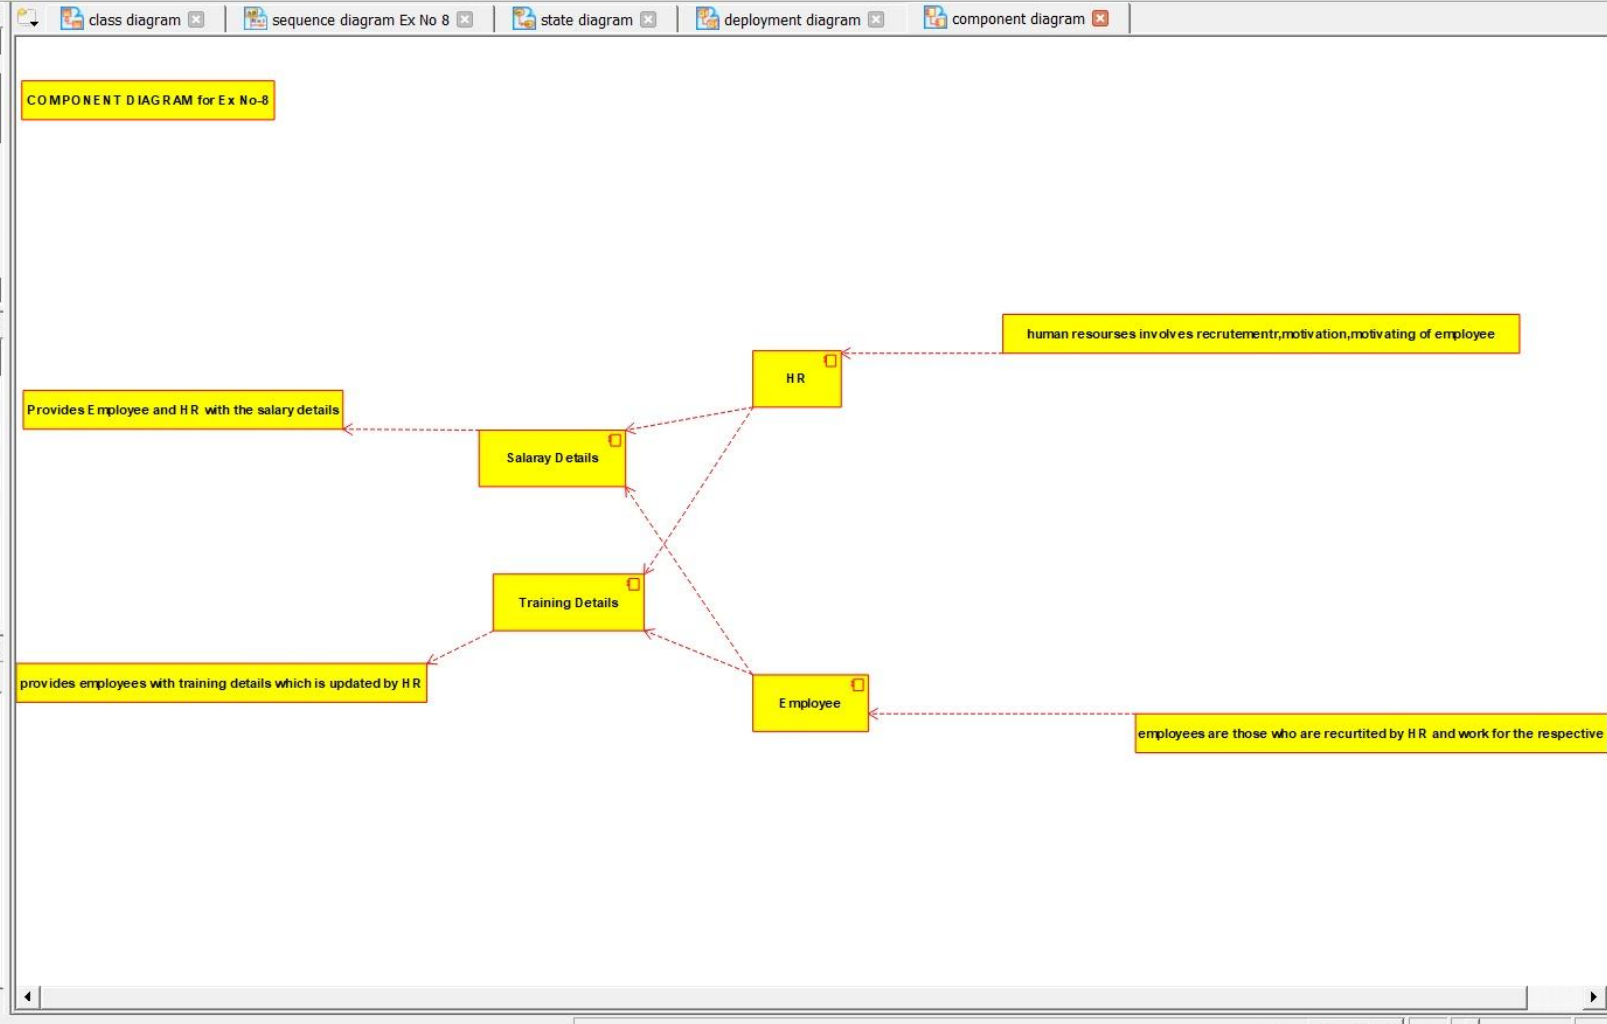 class diagram
sequence diagram Ex No 8
state diagram
deployment diagram
component diagram
COMPONENT DIAGRAM for Ex No-8
human resourses involves recrutementr,motivation,motivating of employee
HR
Provides Employee and HR with the salary details
Salaray Details
Training Details
provides employees with training details which is updated by HR
Employee
employees are those who are recurtited by HR and work for the respective